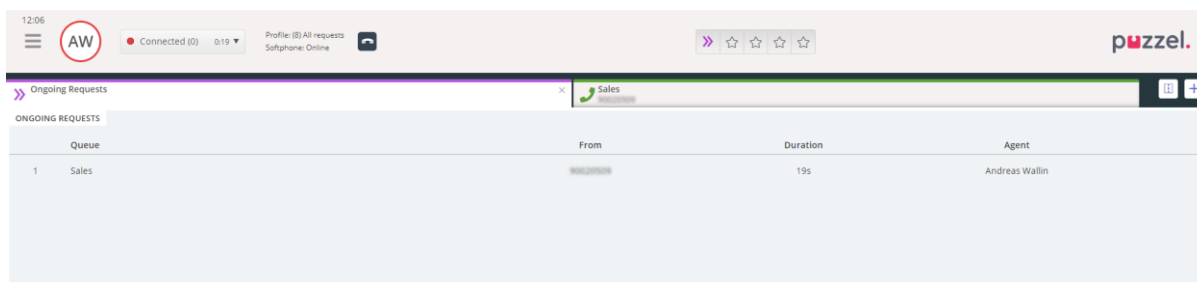 12:06
AW
Connected (0) 0:19
Profile: (8) All requests
Softphone: Online
puzzel.
Ongoing Requests
Sales
ONGOING REQUESTS
Queue From Duration Agent
1 Sales 19s Andreas Wallin